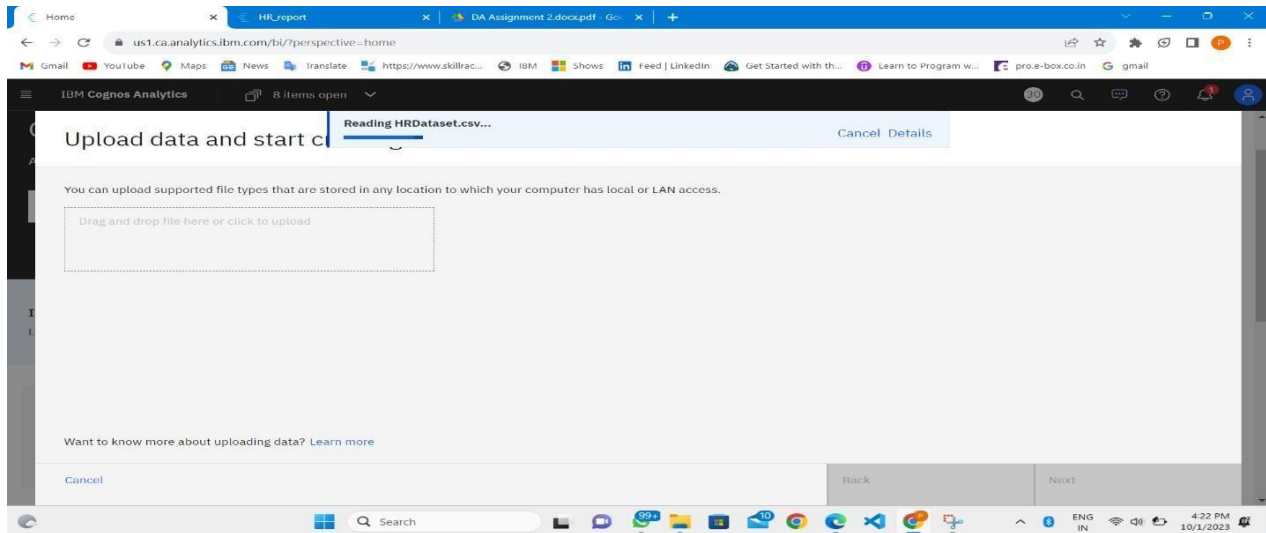 Home
HR_report
DA Assignment 2.docx.pdf - Goo
us1.ca.analytics.ibm.com/bi/?perspective=home
Gmail YouTube Maps News Translate https://www.skillrac... IBM Shows Feed | LinkedIn Get Started with th... Learn to Program w... pro.e-box.co.in gmail
IBM Cognos Analytics 8 items open 30 1
Reading HRDataset.csv...
Cancel Details
Upload data and start cr
You can upload supported file types that are stored in any location to which your computer has local or LAN access.
Drag and drop file here or click to upload
Want to know more about uploading data? Learn more
Cancel Back Next
Search 99+ 10 ENG 4:22 PM
IN 10/1/2023